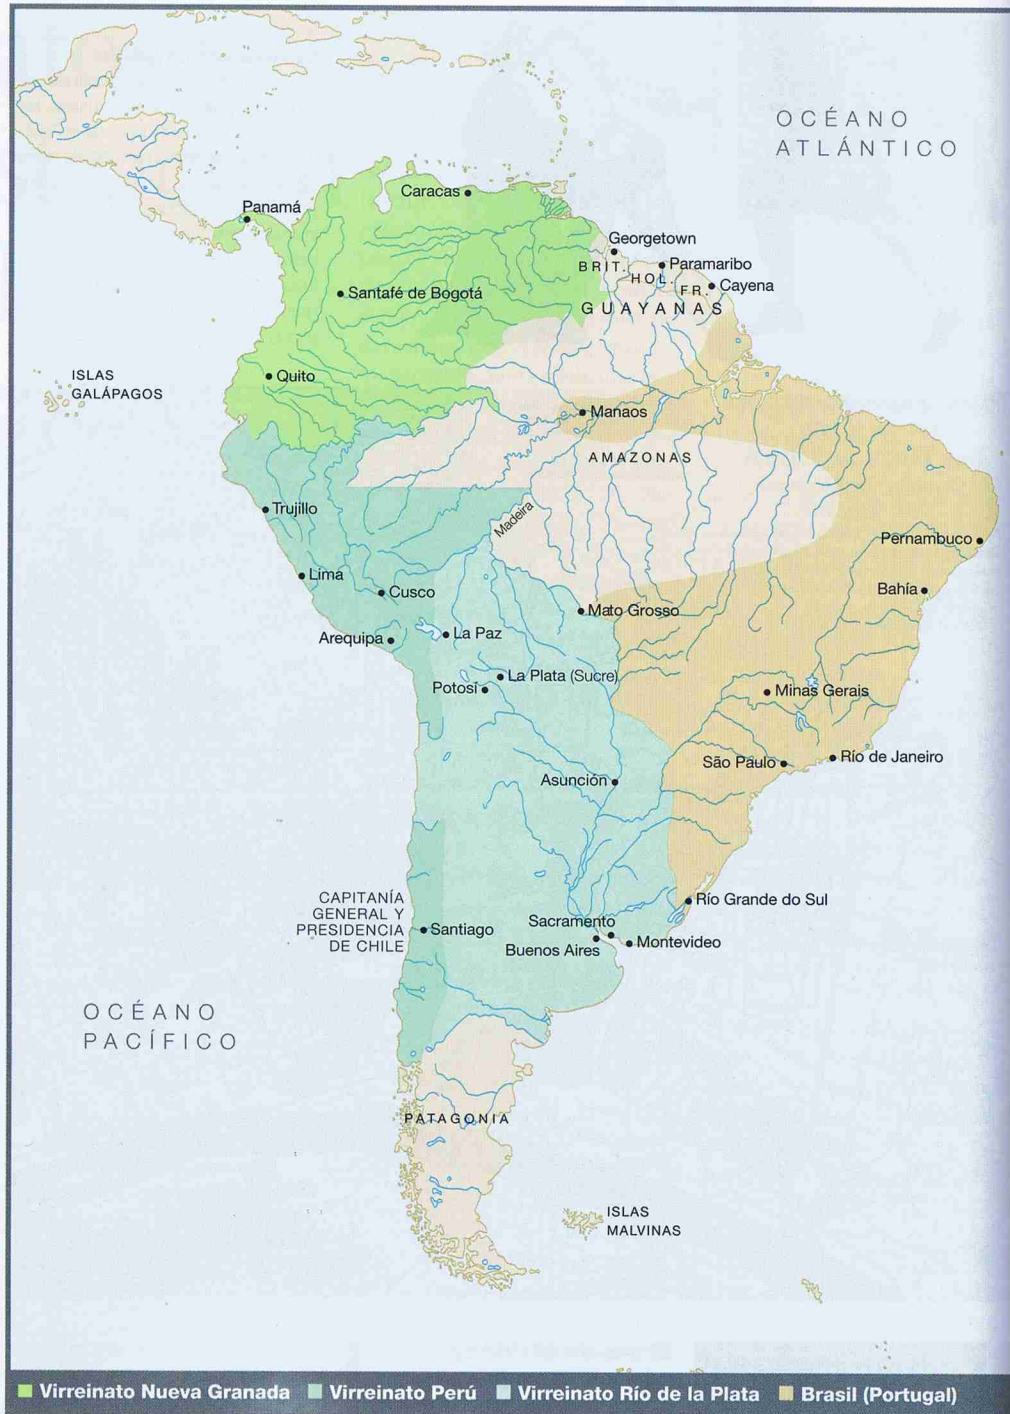 OCÉANO
ATLÁNTICO
Caracas
Panamá
Georgetown
BRIT.
Paramaribo
HOL.
Cayena
FR.
Santafé de Bogotá
GUAYANAS
ISLAS
GALÁPAGOS
Quito
Manaos
AMAZONAS
Trujillo
Madeira
Pernambuco
Lima
Cusco
Bahía
Mato Grosso
Arequipa
La Paz
La Plata (Sucre)
Potosí
Minas Gerais
São Paulo
Río de Janeiro
Asunción
CAPITANÍA
GENERAL Y
PRESIDENCIA
DE CHILE
Santiago
Río Grande do Sul
Sacramento
Buenos Aires
Montevideo
OCÉANO
PACÍFICO
PATAGONIA
ISLAS
MALVINAS
Virreinato Nueva Granada Virreinato Perú Virreinato Río de la Plata Brasil (Portugal)